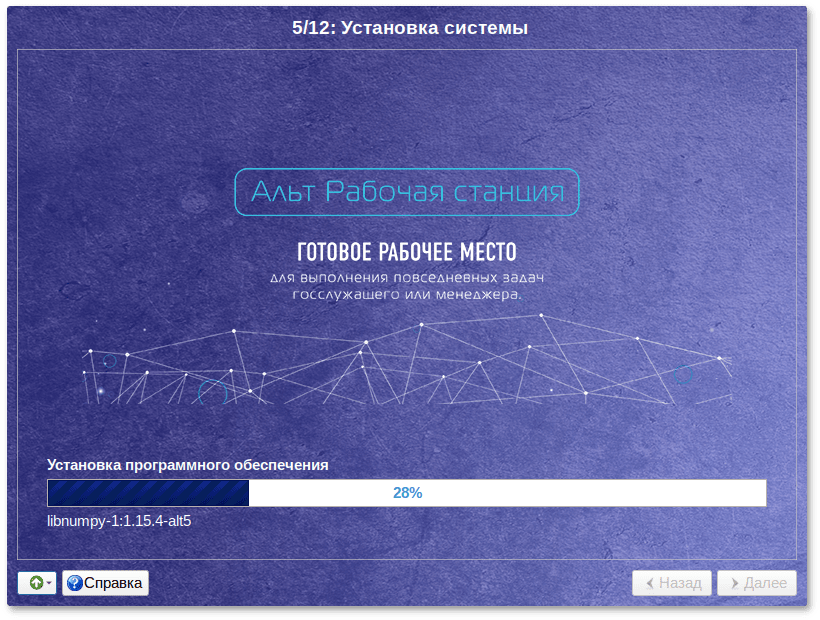 5/12: Установка системы
Альт Рабочая станция
ГОТОВОЕ РАБОЧЕЕ МЕСТО
для выполнения повседневных задач
госслужащего или менеджера.
Установка программного обеспечения
28%
libnumpy-1:1.15.4-alt5
Справка
Назад
Далее